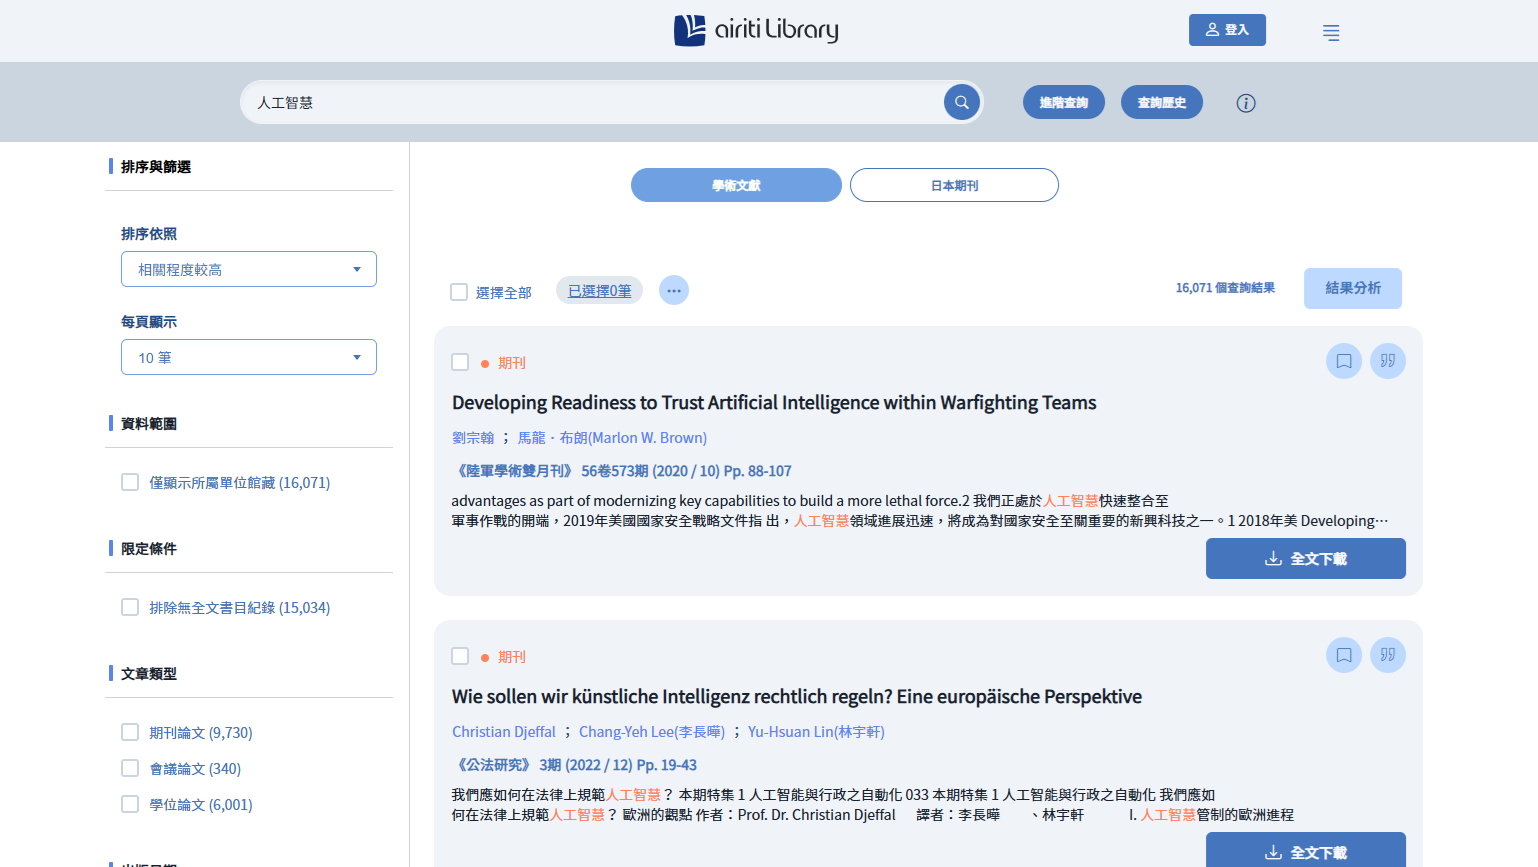 airiti Library
登入
人工智慧
進階查詢
查詢歷史
排序與篩選
排序依照
相關程度較高
每頁顯示
10 筆
資料範圍
僅顯示所屬單位館藏 (16,071)
限定條件
排除無全文書目紀錄 (15,034)
文章類型
期刊論文 (9,730)
會議論文 (340)
學位論文 (6,001)
學術文獻
日本期刊
選擇全部
已選擇0筆
16,071 個查詢結果
結果分析
期刊
Developing Readiness to Trust Artificial Intelligence within Warfighting Teams
劉宗翰 ； 馬龍．布朗(Marlon W. Brown)
《陸軍學術雙月刊》 56卷573期 (2020 / 10) Pp. 88-107
advantages as part of modernizing key capabilities to build a more lethal force.2 我們正處於人工智慧快速整合至
軍事作戰的開端，2019年美國國家安全戰略文件指 出，人工智慧領域進展迅速，將成為對國家安全至關重要的新興科技之一。1 2018年美 Developing…
全文下載
期刊
Wie sollen wir künstliche Intelligenz rechtlich regeln? Eine europäische Perspektive
Christian Djeffal ； Chang-Yeh Lee(李長曄) ； Yu-Hsuan Lin(林宇軒)
《公法研究》 3期 (2022 / 12) Pp. 19-43
我們應如何在法律上規範人工智慧？ 本期特集 1 人工智能與行政之自動化 033 本期特集 1 人工智能與行政之自動化 我們應如
何在法律上規範人工智慧？ 歐洲的觀點 作者：Prof. Dr. Christian Djeffal 譯者：李長曄 、林宇軒 I. 人工智慧管制的歐洲進程
全文下載